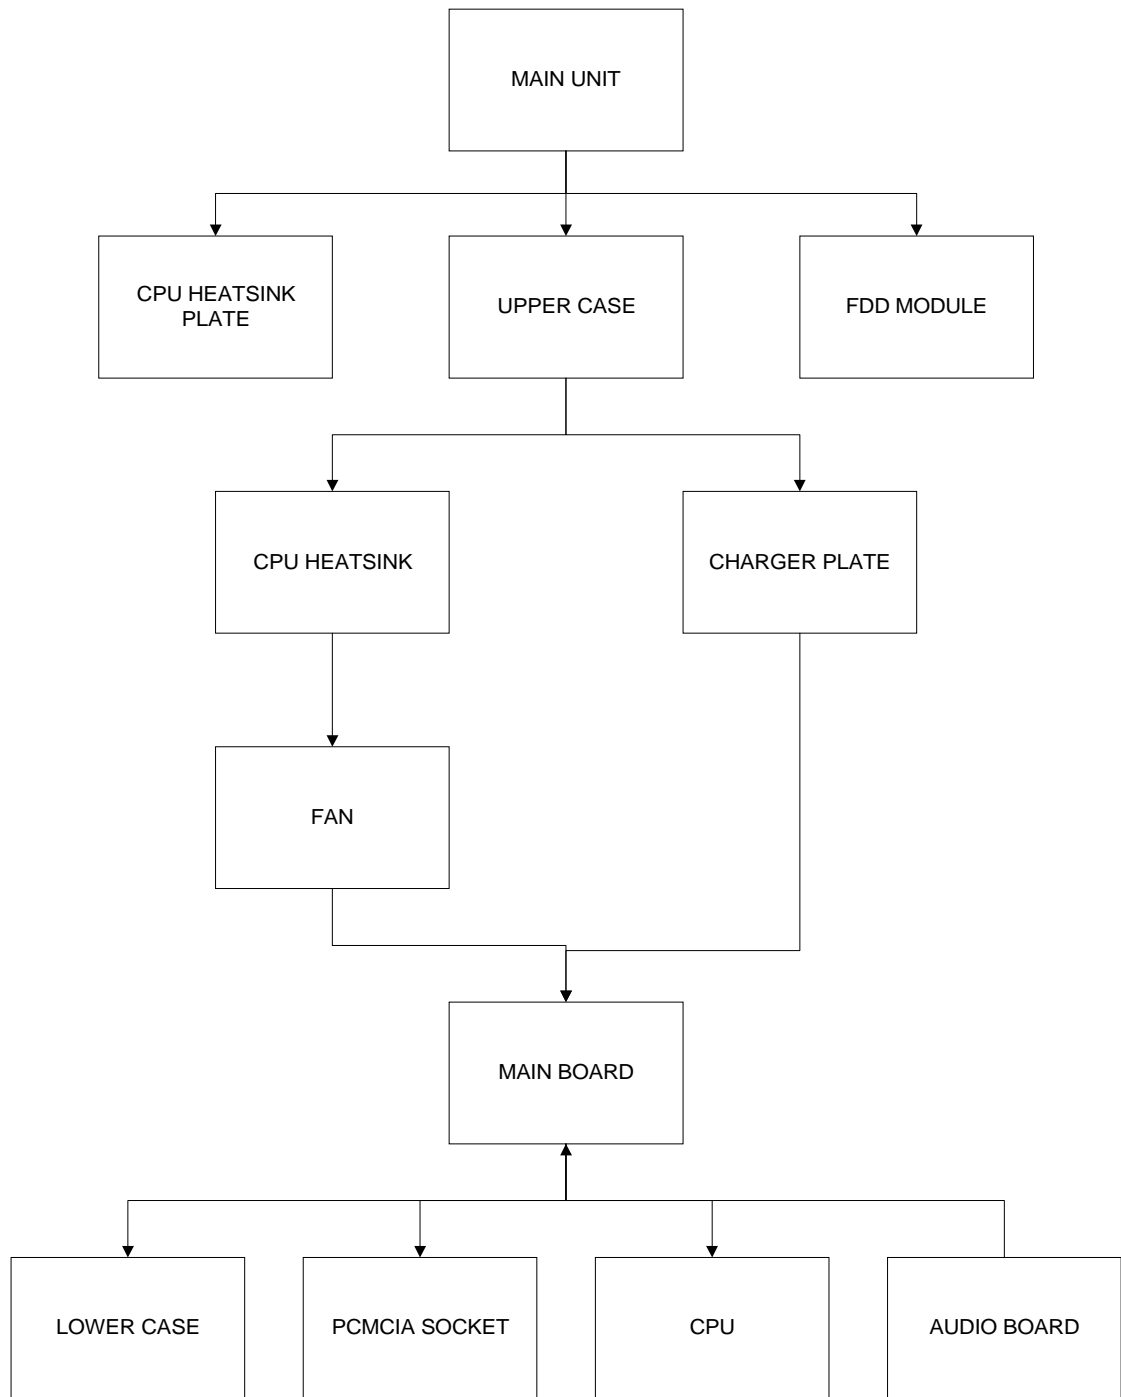 MAIN UNIT
CPU HEATSINK
PLATE
UPPER CASE
FDD MODULE
CPU HEATSINK
CHARGER PLATE
FAN
MAIN BOARD
LOWER CASE
PCMCIA SOCKET
CPU
AUDIO BOARD